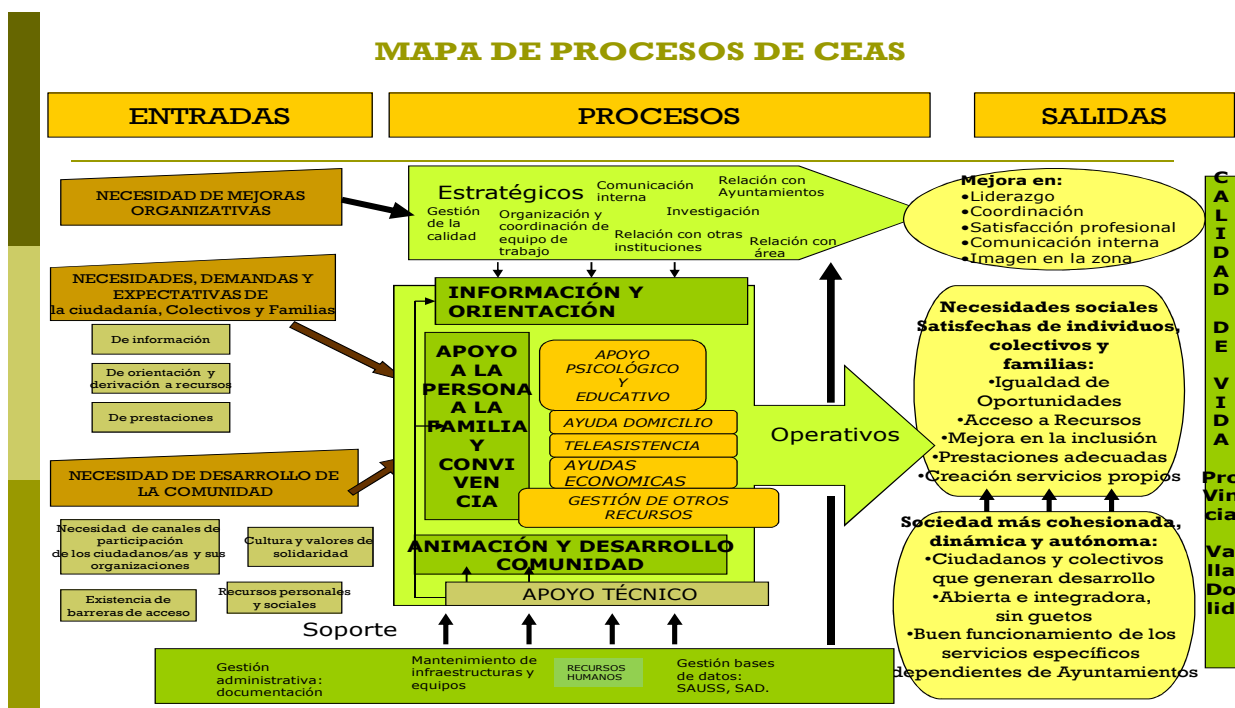 MAPA DE PROCESOS DE CEAS
ENTRADAS
PROCESOS
SALIDAS
NECESIDAD DE MEJORAS
ORGANIZATIVAS
NECESIDADES, DEMANDAS Y
EXPECTATIVAS DE
la ciudadanía, Colectivos y Familias
De información
De orientación y
derivación a recursos
De prestaciones
NECESIDAD DE DESARROLLO DE
LA COMUNIDAD
Necesidad de canales de
participación
de los ciudadanos/as y sus
organizaciones
Cultura y valores de
solidaridad
Existencia de
barreras de acceso
Recursos personales
y sociales
Estratégicos
Comunicación
interna
Relación con
Ayuntamientos
Gestión
de la
calidad
Organización y
coordinación de
equipo de
trabajo
Investigación
Relación con otras
instituciones
Relación con
área
INFORMACIÓN Y
ORIENTACIÓN
APOYO
A LA
PERSONA
A LA
FAMILIA
Y
CONVI
VEN
CIA
APOYO
PSICOLÓGICO
Y
EDUCATIVO
AYUDA DOMICILIO
TELEASISTENCIA
AYUDAS
ECONOMICAS
GESTIÓN DE OTROS
RECURSOS
Operativos
ANIMACIÓN Y DESARROLLO
COMUNIDAD
APOYO TÉCNICO
Soporte
Gestión
administrativa:
documentación
Mantenimiento de
infraestructuras y
equipos
RECURSOS
HUMANOS
Gestión bases
de datos:
SAUSS, SAD.
Mejora en:
•Liderazgo
•Coordinación
•Satisfacción profesional
•Comunicación interna
•Imagen en la zona
Necesidades sociales
Satisfechas de individuos,
colectivos y
familias:
•Igualdad de
Oportunidades
•Acceso a Recursos
•Mejora en la inclusión
•Prestaciones adecuadas
•Creación servicios propios
Sociedad más cohesionada,
dinámica y autónoma:
•Ciudadanos y colectivos
que generan desarrollo
•Abierta e integradora,
sin guetos
•Buen funcionamiento de los
servicios específicos
dependientes de Ayuntamientos
C
A
L
I
D
A
D
D
E
V
I
D
A
Pro
Vin
cia
Va
lla
Do
lid